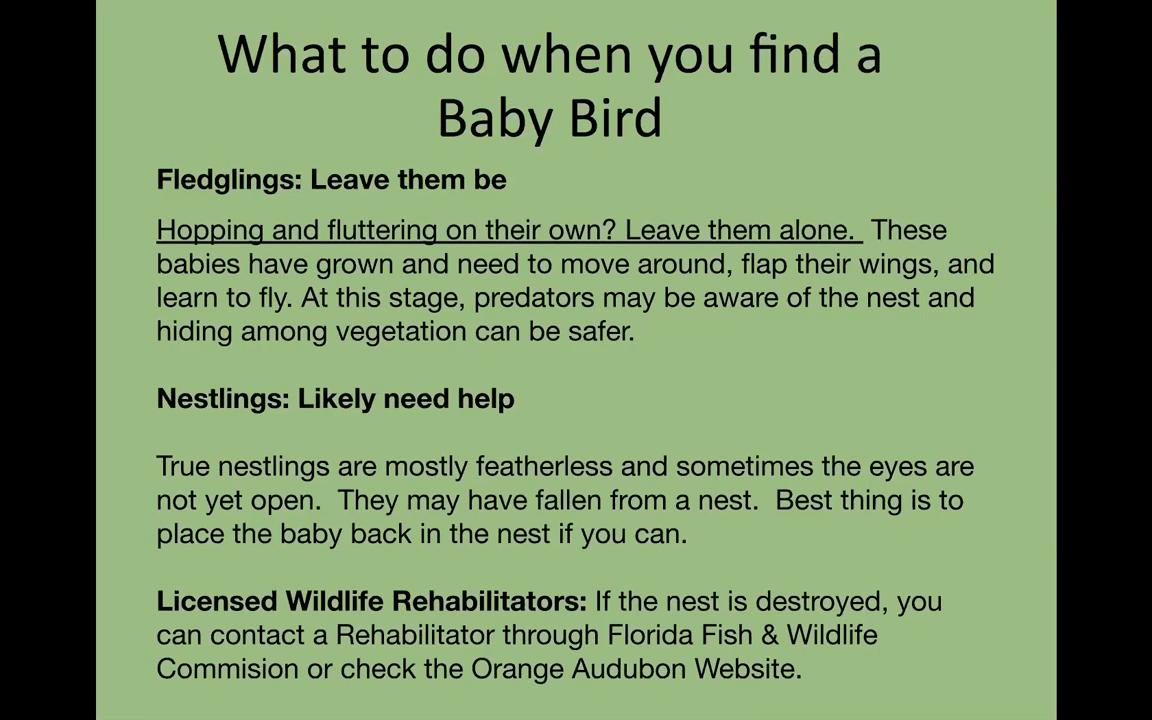 What to do when you find a
Baby Bird
Fledglings: Leave them be
Hopping and fluttering on their own? Leave them alone. These
babies have grown and need to move around, flap their wings, and
learn to fly. At this stage, predators may be aware of the nest and
hiding among vegetation can be safer.
Nestlings: Likely need help
True nestlings are mostly featherless and sometimes the eyes are
not yet open. They may have fallen from a nest. Best thing is to
place the baby back in the nest if you can.
Licensed Wildlife Rehabilitators: If the nest is destroyed, you
can contact a Rehabilitator through Florida Fish & Wildlife
Commision or check the Orange Audubon Website.